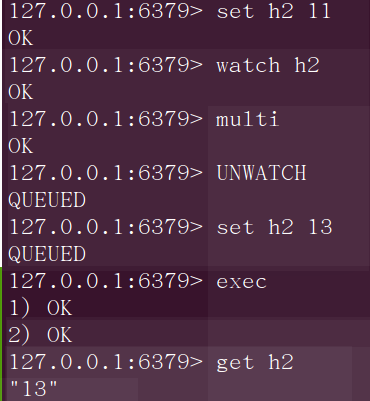 127.0.0.1:6379> set h2 11
OK
127.0.0.1:6379> watch h2
OK
127.0.0.1:6379> multi
OK
127.0.0.1:6379> UNWATCH
QUEUED
127.0.0.1:6379> set h2 13
QUEUED
127.0.0.1:6379> exec
1) OK
2) OK
127.0.0.1:6379> get h2
"13"